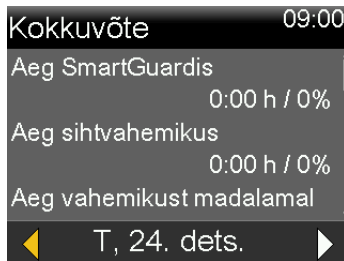 Kokkuvõte 09:00
Aeg SmartGuardis
0:00 h / 0%
Aeg sihtvahemikus
0:00 h / 0%
Aeg vahemikust madalamal
T, 24. dets.